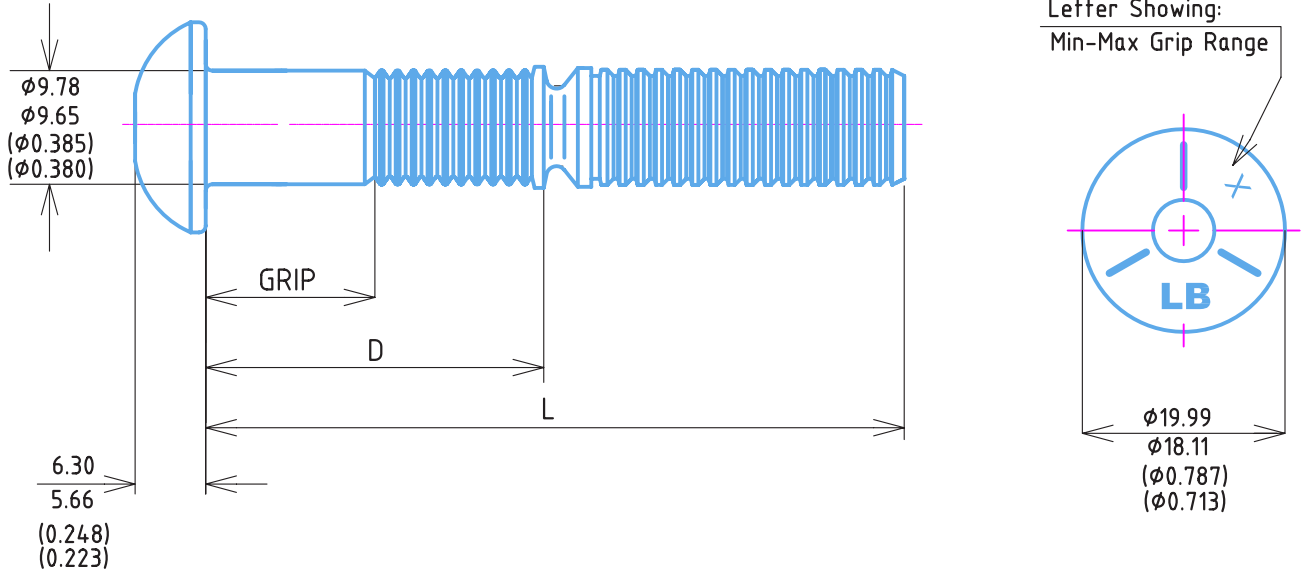 Letter Showing:
Min-Max Grip Range
Ø9.78
Ø9.65
(Ø0.385)
(Ø0.380)
X
GRIP
LB
D
L
Ø19.99
Ø18.11
(Ø0.787)
(Ø0.713)
6.30
5.66
(0.248)
(0.223)